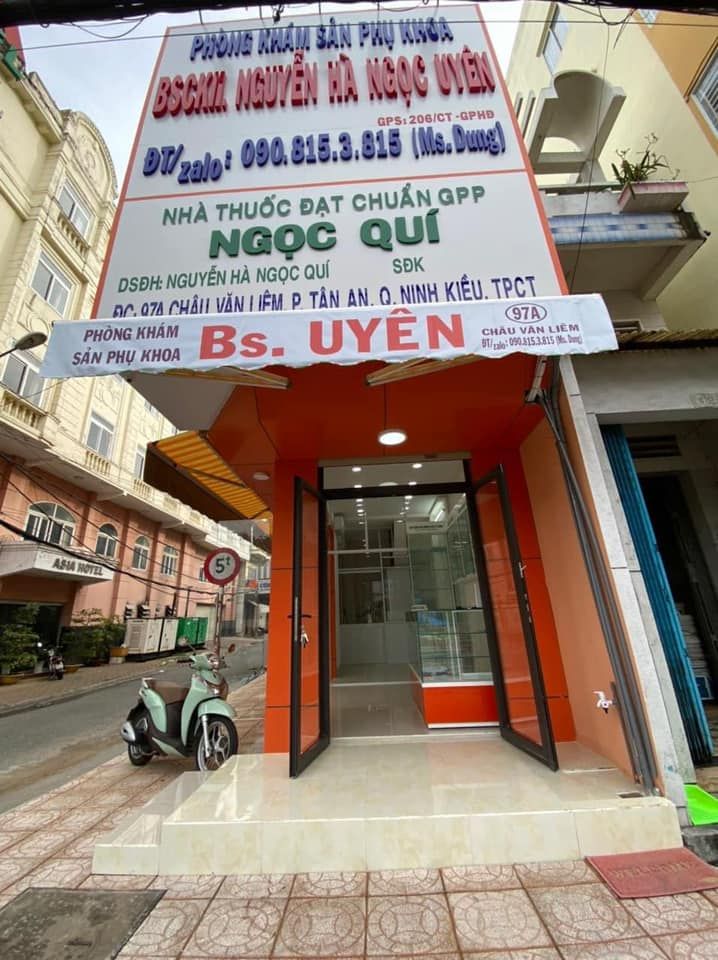 PHÒNG KHÁM SẢN PHỤ KHOA
BSCKII. NGUYỄN HÀ NGỌC UYÊN
GPS: 206/CT -GPHĐ
ĐT/zalo: 090.815.3.815 (Ms.Dung)
NHÀ THUỐC ĐẠT CHUẨN GPP
NGỌC QUÍ
DSĐH: NGUYỄN HÀ NGỌC QUÍ SĐK
ĐC: 97A CHÂU VĂN LIÊM, P. TÂN AN, Q. NINH KIỀU, TPCT
PHÒNG KHÁM
SẢN PHỤ KHOA
Bs. UYÊN
97A
CHÂU VĂN LIÊM
ĐT/zalo: 090.815.3.815 (Ms. Dung)
ASIA HOTEL
5t